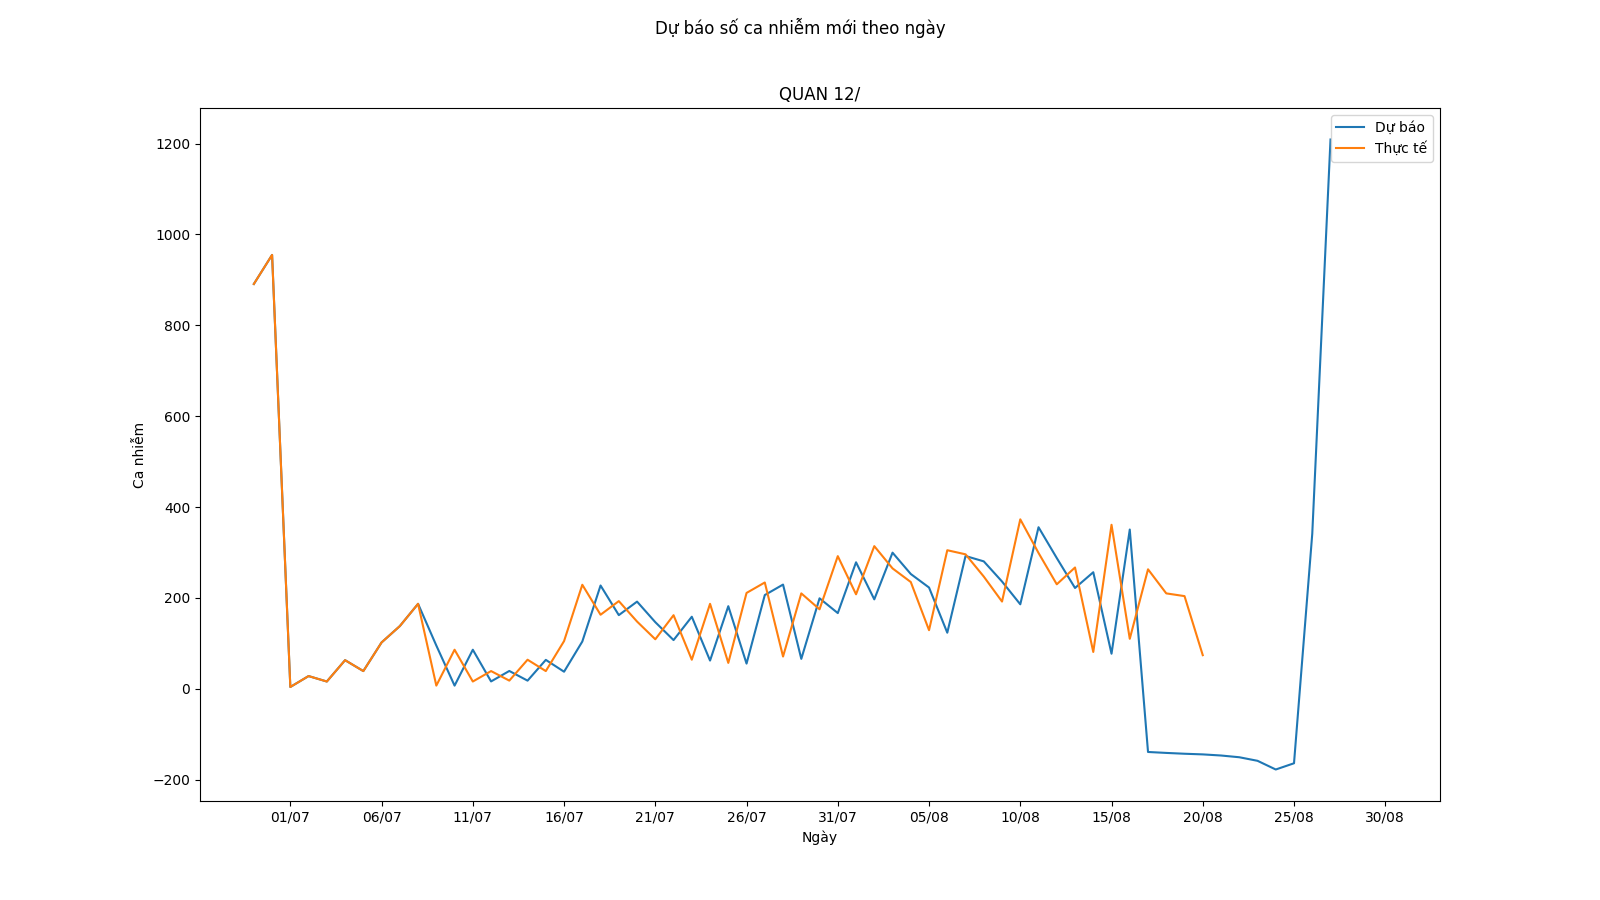 Dự báo số ca nhiễm mới theo ngày
QUAN 12/
Dự báo
Thực tế
1200
1000
800
600
400
200
0
−200
Ca nhiễm
01/07 06/07 11/07 16/07 21/07 26/07 31/07 05/08 10/08 15/08 20/08 25/08 30/08
Ngày